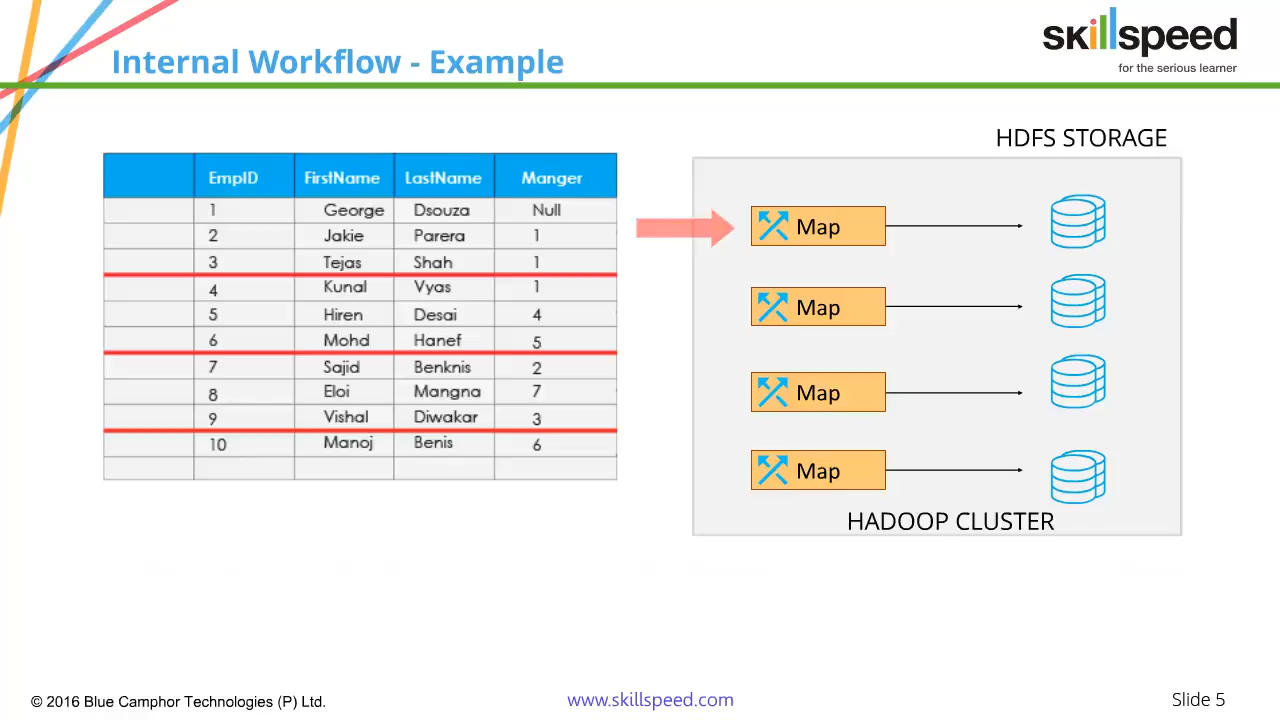 Internal Workflow - Example
skillspeed
for the serious learner
EmpID FirstName LastName Manger
1 George Dsouza Null
2 Jakie Parera 1
3 Tejas Shah 1
4 Kunal Vyas 1
5 Hiren Desai 4
6 Mohd Hanef 5
7 Sajid Benknis 2
8 Eloi Mangna 7
9 Vishal Diwakar 3
10 Manoj Benis 6
HDFS STORAGE
Map
Map
Map
Map
HADOOP CLUSTER
© 2016 Blue Camphor Technologies (P) Ltd.
www.skillspeed.com
Slide 5